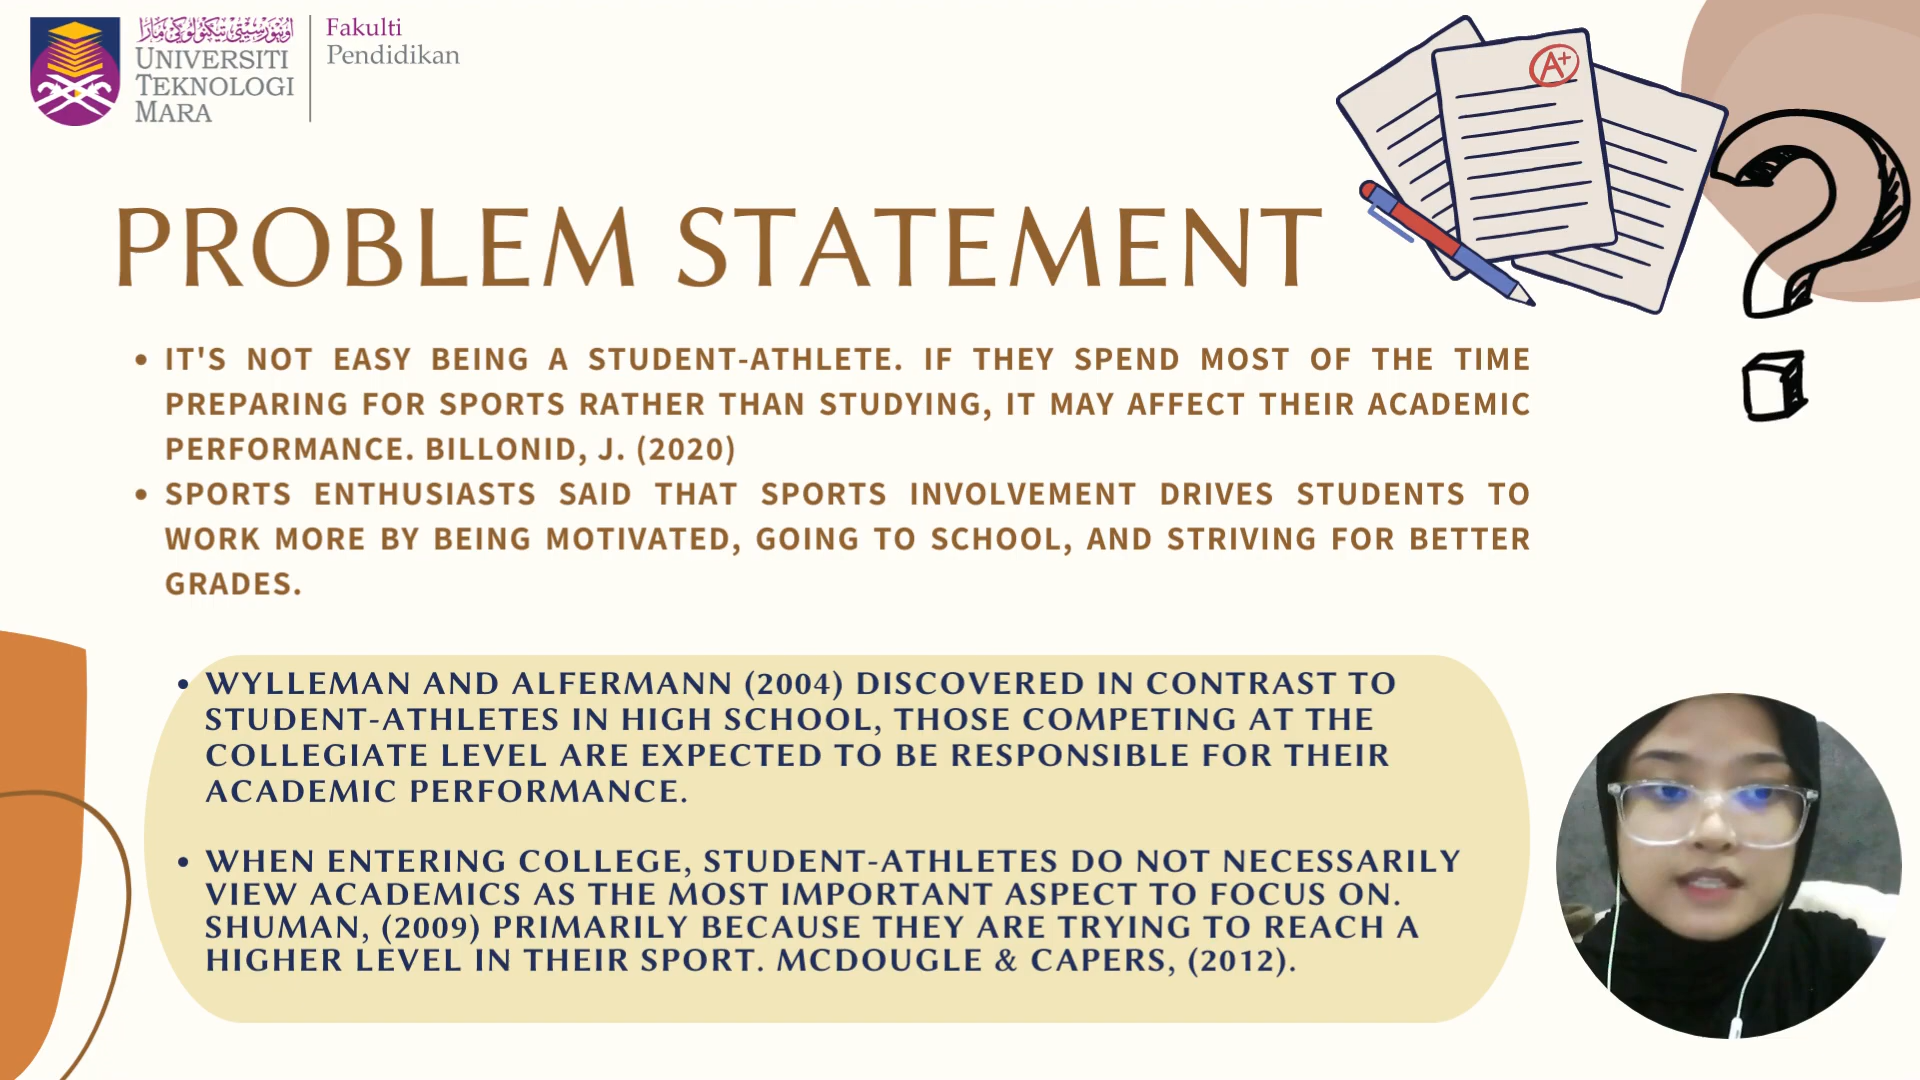 اونيۏرسيتي تيكنولوݢي مارا
UNIVERSITI
TEKNOLOGI
MARA
Fakulti
Pendidikan
A+
PROBLEM STATEMENT
• IT'S NOT EASY BEING A STUDENT-ATHLETE. IF THEY SPEND MOST OF THE TIME
PREPARING FOR SPORTS RATHER THAN STUDYING, IT MAY AFFECT THEIR ACADEMIC
PERFORMANCE. BILLONID, J. (2020)
• SPORTS ENTHUSIASTS SAID THAT SPORTS INVOLVEMENT DRIVES STUDENTS TO
WORK MORE BY BEING MOTIVATED, GOING TO SCHOOL, AND STRIVING FOR BETTER
GRADES.
• WYLLEMAN AND ALFERMANN (2004) DISCOVERED IN CONTRAST TO
STUDENT-ATHLETES IN HIGH SCHOOL, THOSE COMPETING AT THE
COLLEGIATE LEVEL ARE EXPECTED TO BE RESPONSIBLE FOR THEIR
ACADEMIC PERFORMANCE.
• WHEN ENTERING COLLEGE, STUDENT-ATHLETES DO NOT NECESSARILY
VIEW ACADEMICS AS THE MOST IMPORTANT ASPECT TO FOCUS ON.
SHUMAN, (2009) PRIMARILY BECAUSE THEY ARE TRYING TO REACH A
HIGHER LEVEL IN THEIR SPORT. MCDOUGLE & CAPERS, (2012).
?